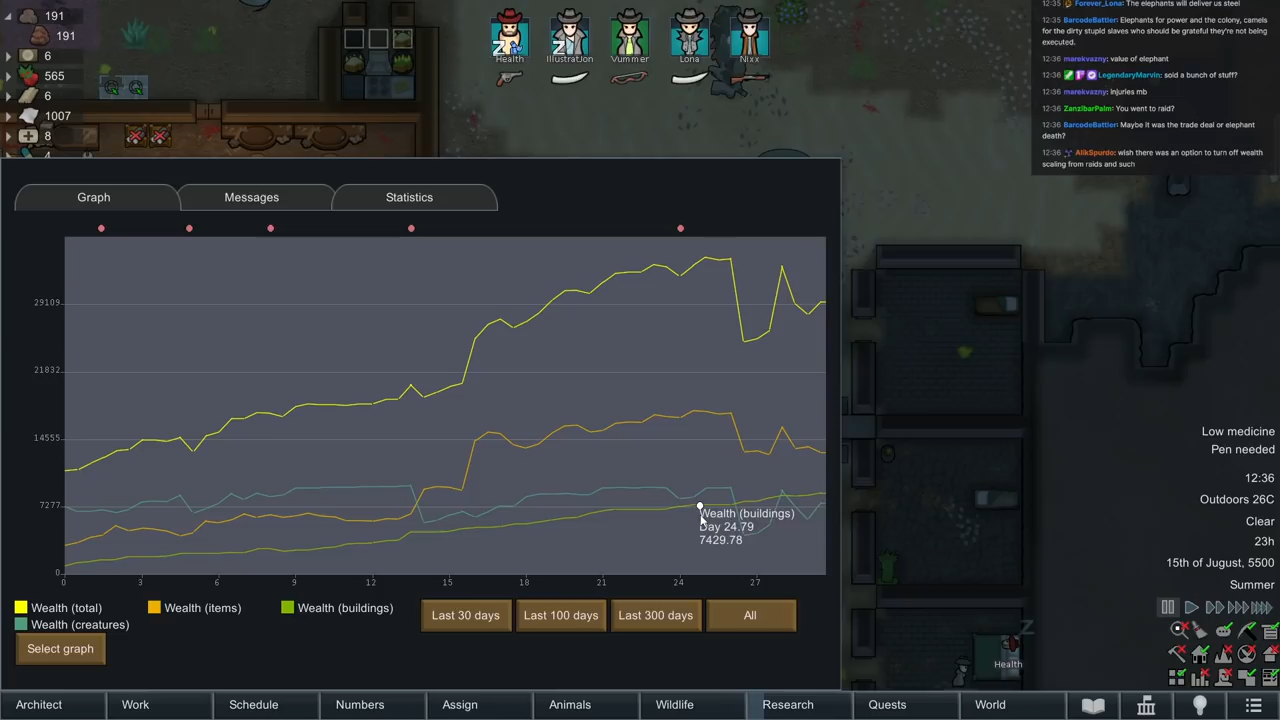 191
191
6
565
6
1007
8
4
Health
IllustratJon
Vummer
Lona
Nixx
Forever_Lona: The elephants will deliver us steel
12:35 BarcodeBattler: Elephants for power and the colony, camels
for the dirty stupid slaves who should be grateful they're not being
executed.
12:36 marekvazny: value of elephant
12:36 LegendaryMarvin: sold a bunch of stuff?
12:36 marekvazny: injuries mb
12:36 ZanzibarPalm: You went to raid?
12:36 BarcodeBattler: Maybe it was the trade deal or elephant
death?
12:36 AlikSpurdo: wish there was an option to turn off wealth
scaling from raids and such
Graph
Messages
Statistics
29109
21832
14555
7277
0
Wealth (buildings)
Day 24.79
7429.78
0 3 6 9 12 15 18 21 24 27
Wealth (total)
Wealth (items)
Wealth (buildings)
Wealth (creatures)
Last 30 days
Last 100 days
Last 300 days
All
Select graph
Low medicine
Pen needed
12:36
Outdoors 26C
Clear
23h
15th of Jugust, 5500
Summer
Z
Z
Z
Health
Architect
Work
Schedule
Numbers
Assign
Animals
Wildlife
Research
Quests
World